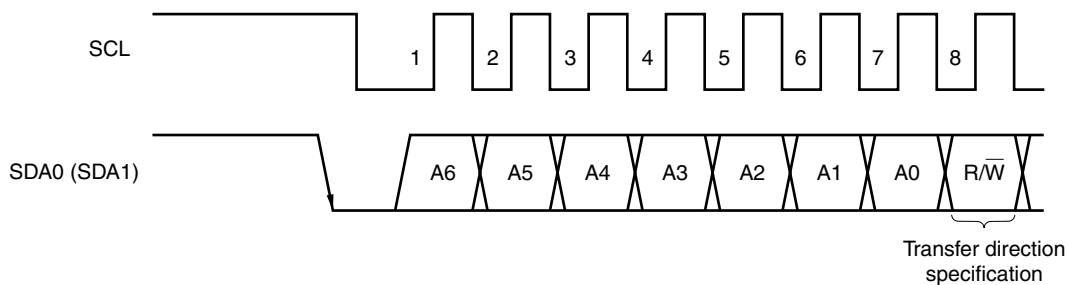 SCL
1 2 3 4 5 6 7 8
SDA0 (SDA1)
A6 A5 A4 A3 A2 A1 A0 R/W̅
Transfer direction
specification